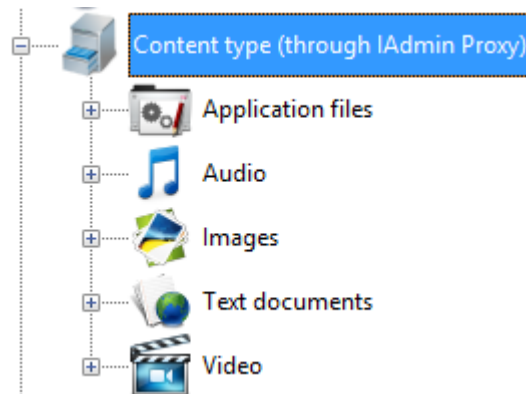 Content type (through IAdmin Proxy)
Application files
Audio
Images
Text documents
Video